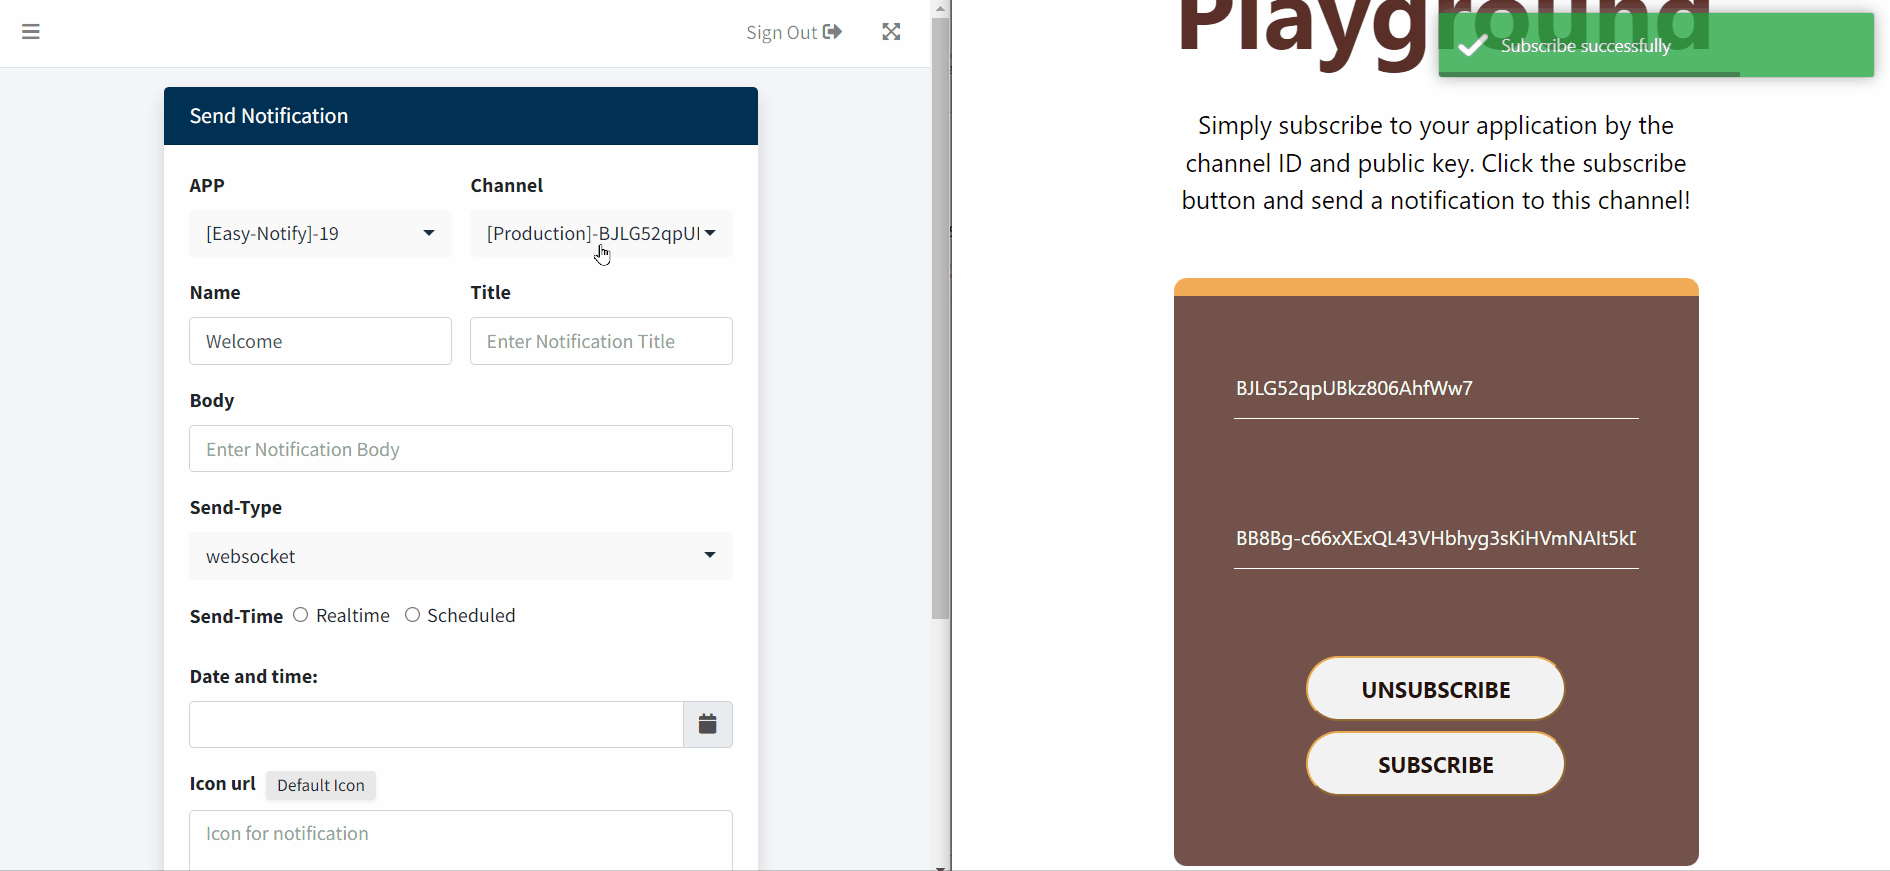 Sign Out
Send Notification
APP
Channel
[Easy-Notify]-19
[Production]-BJLG52qpUI
Name
Title
Welcome
Enter Notification Title
Body
Enter Notification Body
Send-Type
websocket
Send-Time
Realtime
Scheduled
Date and time:
Icon url
Default Icon
Icon for notification
Playground
Subscribe successfully
Simply subscribe to your application by the
channel ID and public key. Click the subscribe
button and send a notification to this channel!
BJLG52qpUBkz806AhfWw7
BB8Bg-c66xXExQL43VHbhyg3sKiHVmNAIt5kD
UNSUBSCRIBE
SUBSCRIBE